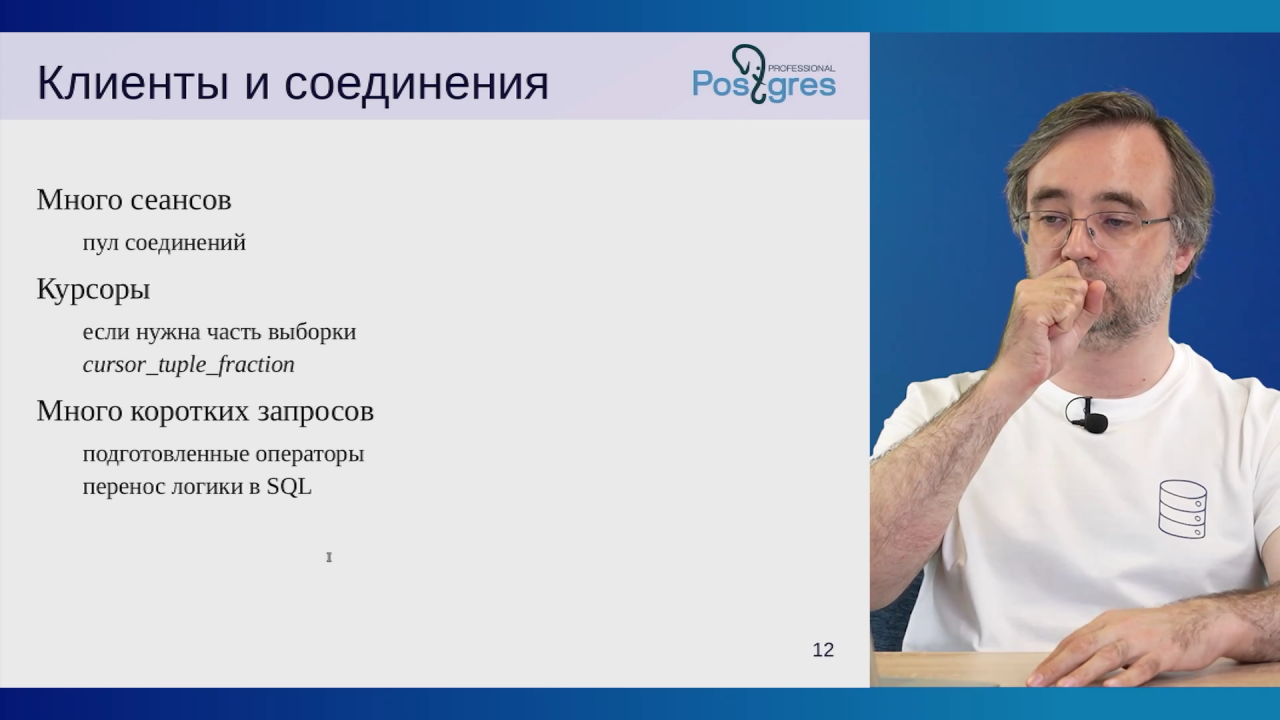 Клиенты и соединения
PROFESSIONAL
Postgres
Много сеансов
пул соединений
Курсоры
если нужна часть выборки
cursor_tuple_fraction
Много коротких запросов
подготовленные операторы
перенос логики в SQL
12